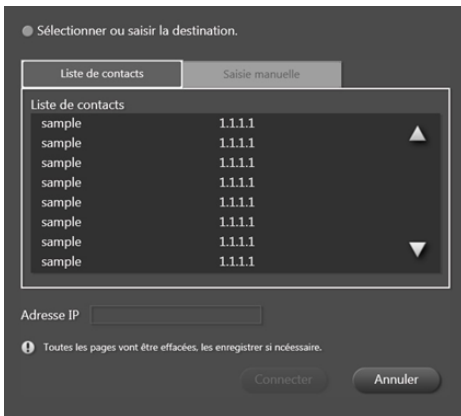 Sélectionner ou saisir la destination.
Liste de contacts Saisie manuelle
Liste de contacts
sample 1.1.1.1
sample 1.1.1.1
sample 1.1.1.1
sample 1.1.1.1
sample 1.1.1.1
sample 1.1.1.1
sample 1.1.1.1
sample 1.1.1.1
Adresse IP
Toutes les pages vont être effacées, les enregistrer si ncéessaire.
Connecter Annuler